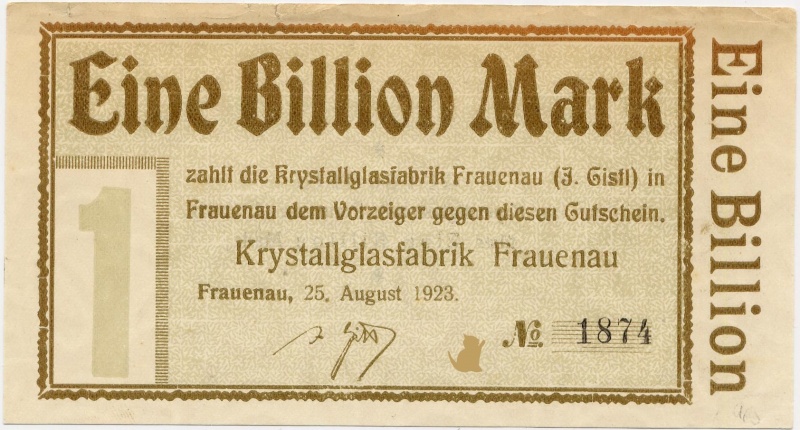 Eine Billion Mark
zahlt die Krystallglasfabrik Frauenau (J. Gistl) in
Frauenau dem Vorzeiger gegen diesen Gutschein.
Krystallglasfabrik Frauenau
Frauenau, 25. August 1923.
No. 1874
1
Eine Billion